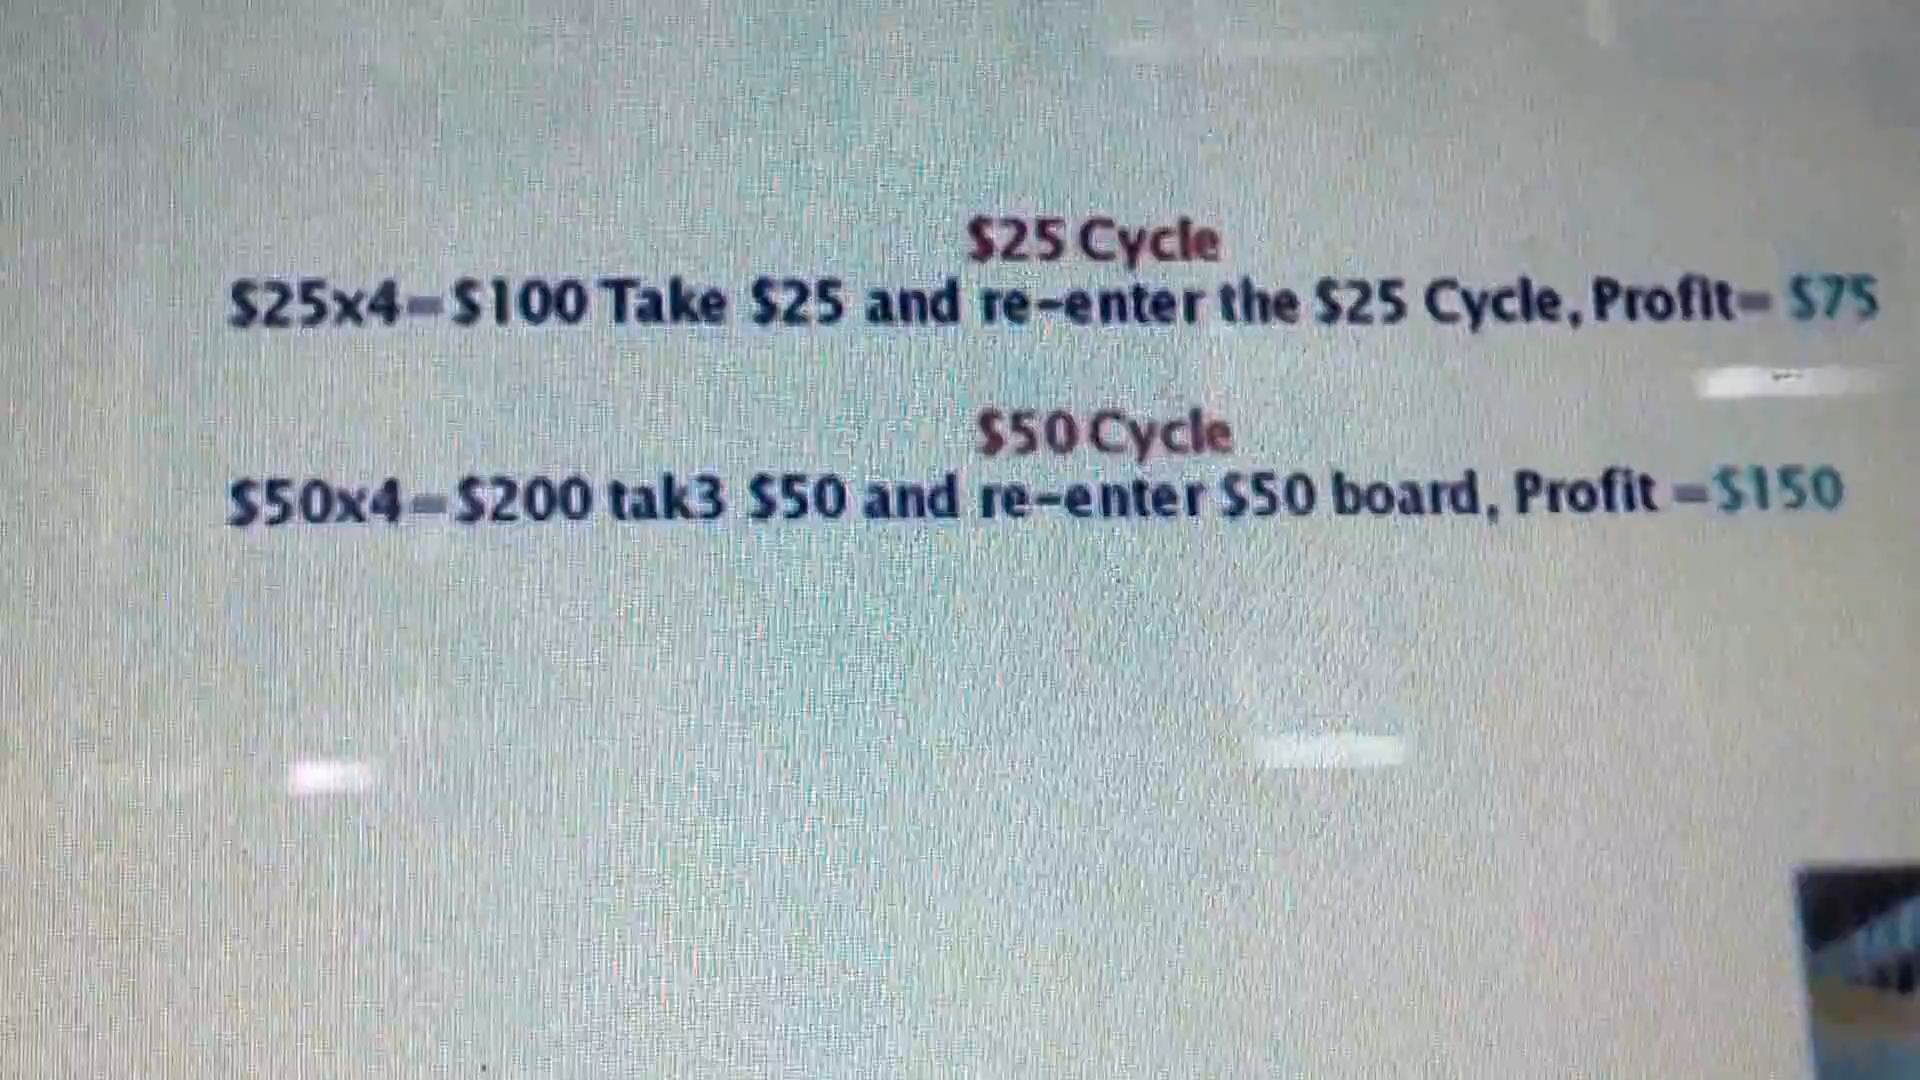 $25 Cycle
$25x4=$100 Take $25 and re-enter the $25 Cycle, Profit= $75
$50 Cycle
$50x4=$200 tak3 $50 and re-enter $50 board, Profit =$150